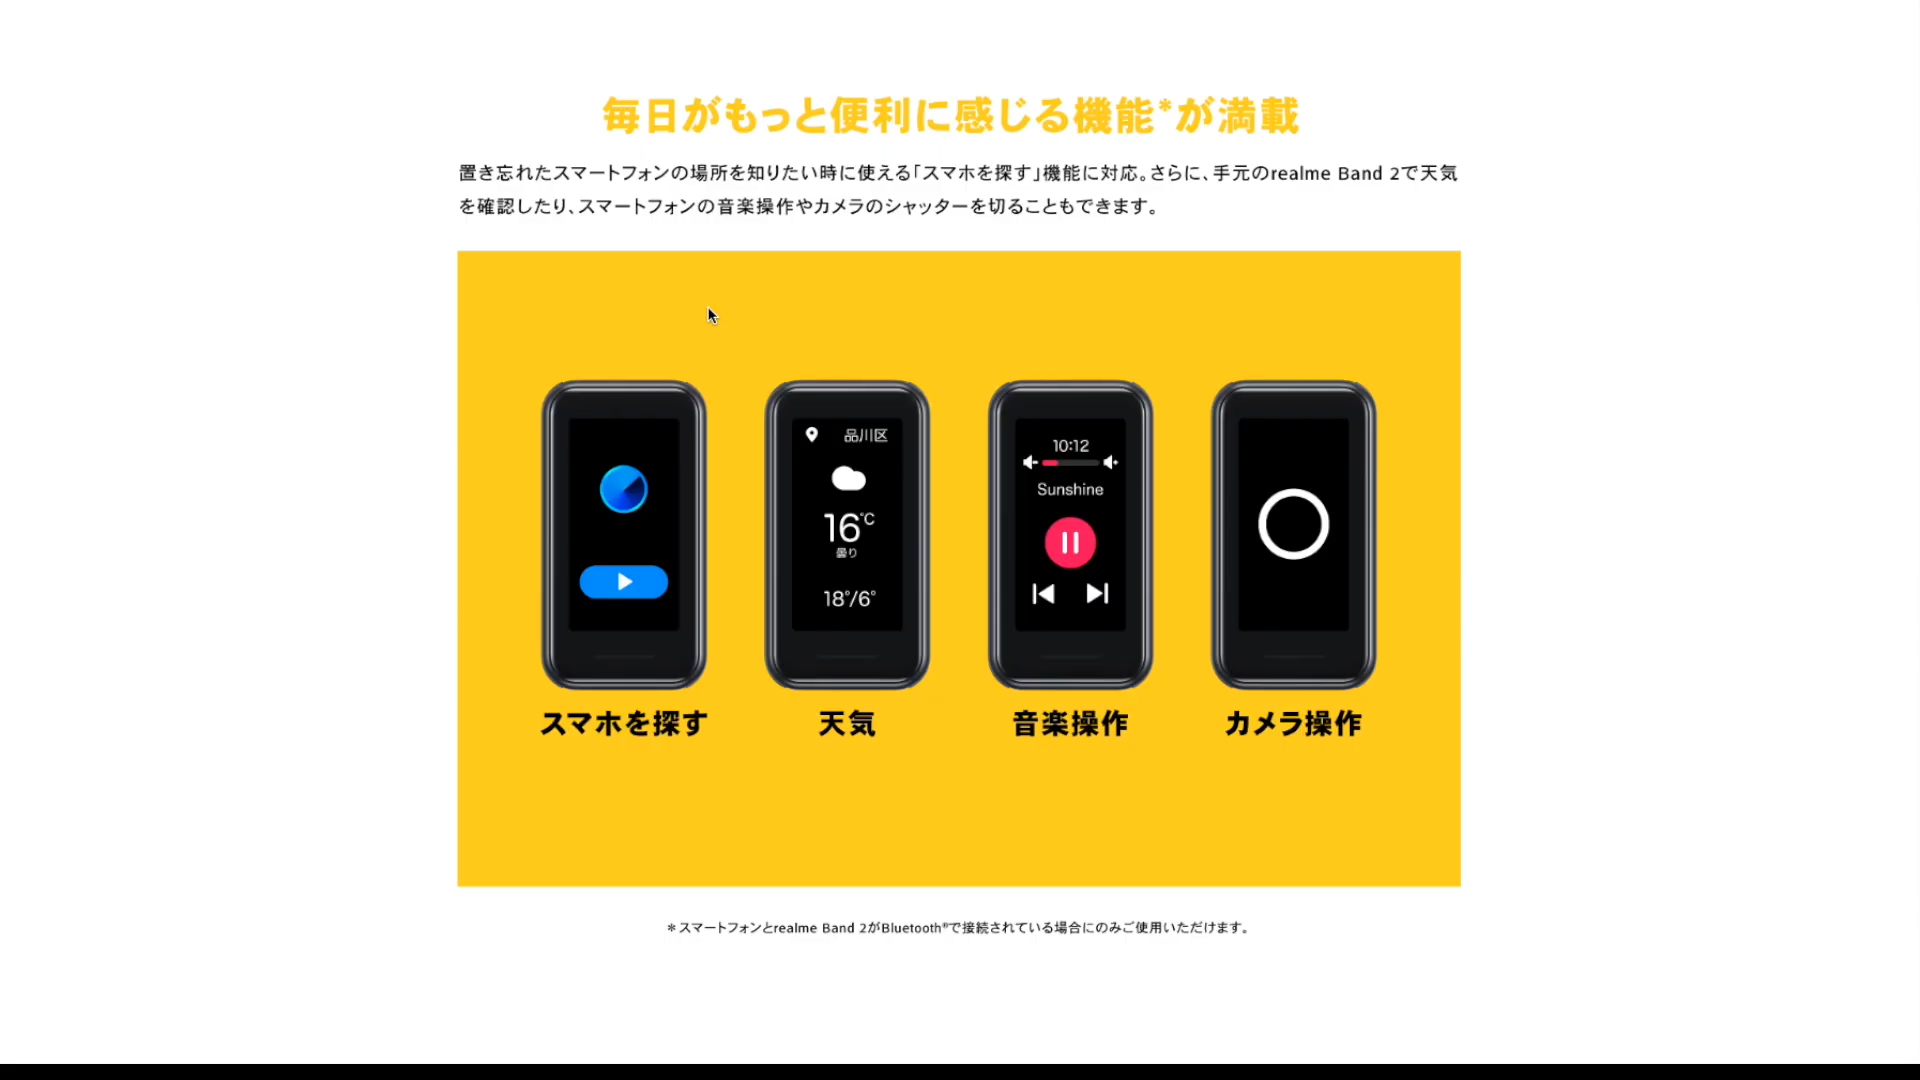 毎日がもっと便利に感じる機能*が満載
置き忘れたスマートフォンの場所を知りたい時に使える「スマホを探す」機能に対応。さらに、手元のrealme Band 2で天気
を確認したり、スマートフォンの音楽操作やカメラのシャッターを切ることもできます。
品川区
16℃
曇り
18°/6°
10:12
Sunshine
スマホを探す
天気
音楽操作
カメラ操作
*スマートフォンとrealme Band 2がBluetooth®で接続されている場合にのみご使用いただけます。